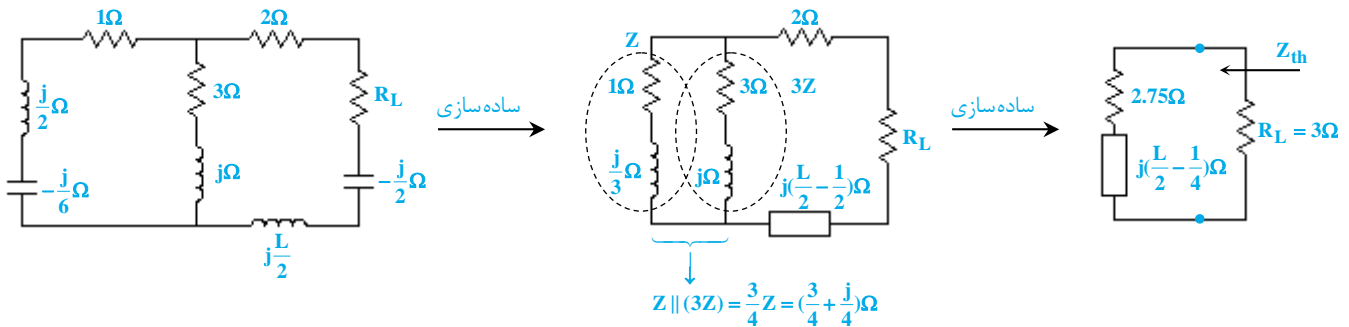 1Ω
2Ω
j/2 Ω
3Ω
R_L
-j/6 Ω
jΩ
-j/2 Ω
j L/2
ساده‌سازی
2Ω
Z
1Ω
3Ω
3Z
R_L
j/3 Ω
jΩ
j(L/2 - 1/2)Ω
Z || (3Z) = 3/4 Z = (3/4 + j/4)Ω
ساده‌سازی
Z_th
2.75Ω
R_L = 3Ω
j(L/2 - 1/4)Ω